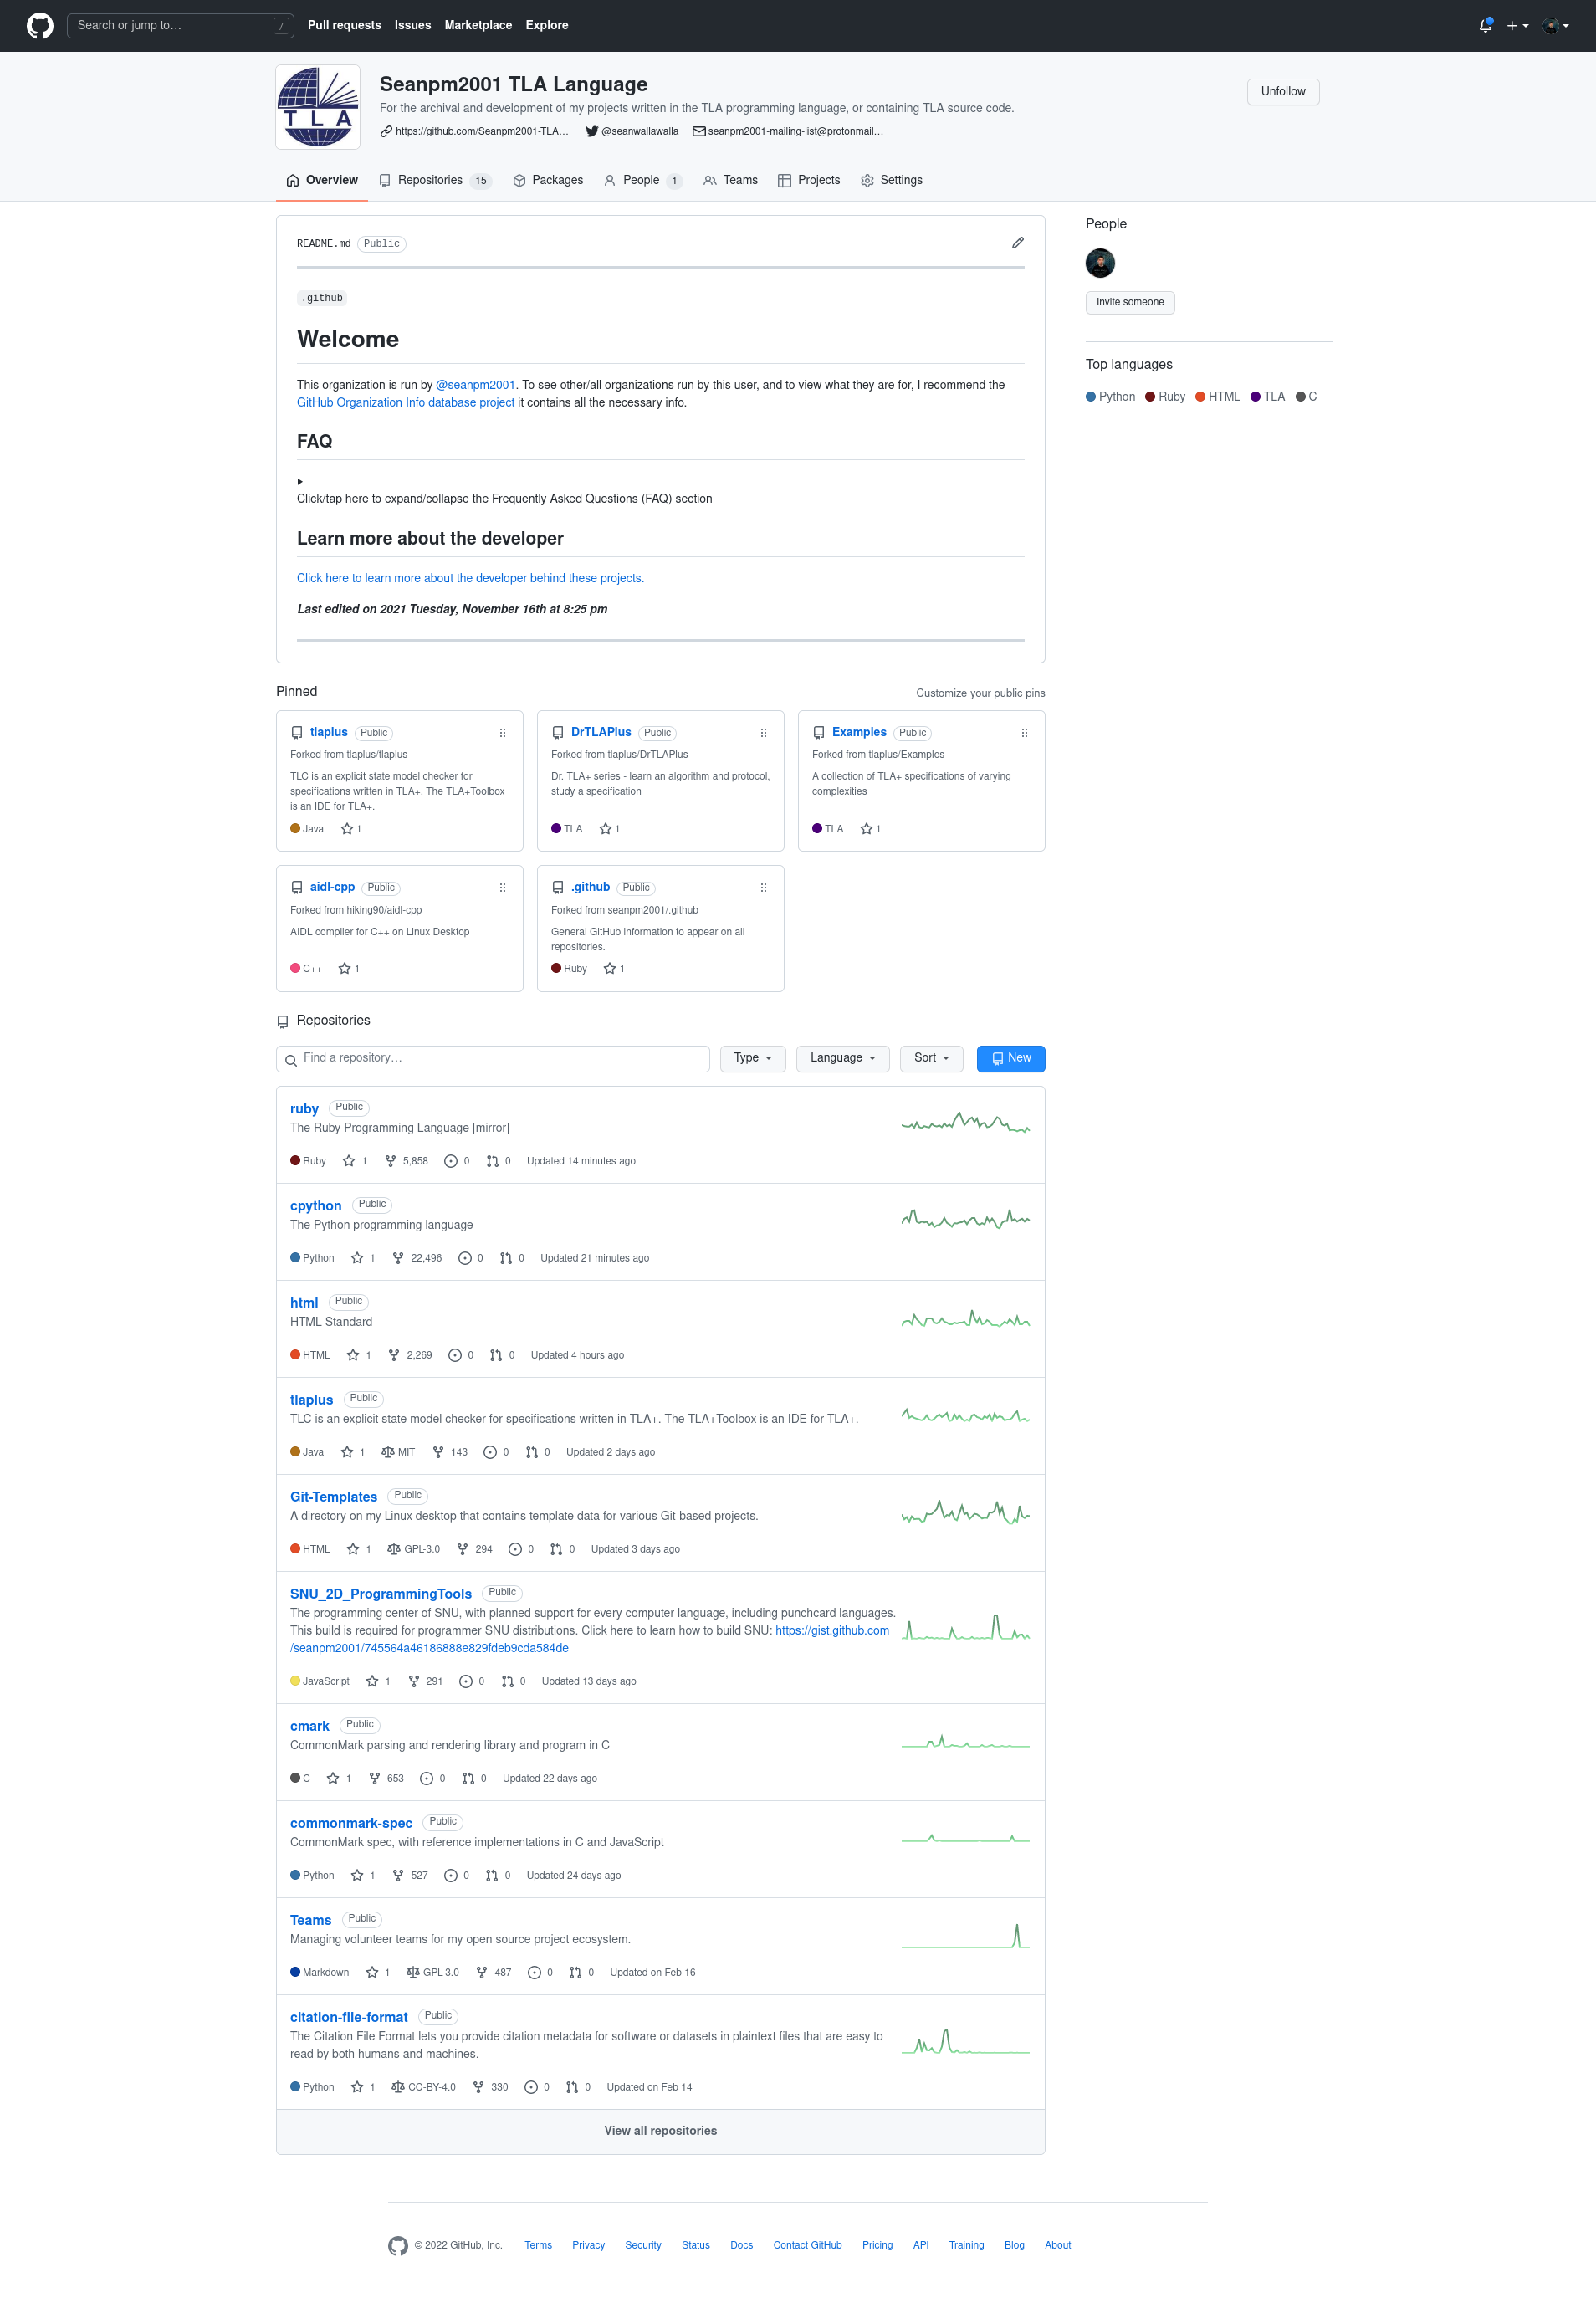 Search or jump to…
/
Pull requests
Issues
Marketplace
Explore
TLA
Seanpm2001 TLA Language
For the archival and development of my projects written in the TLA programming language, or containing TLA source code.
https://github.com/Seanpm2001-TLA… @seanwallawalla seanpm2001-mailing-list@protonmail…
Unfollow
Overview
Repositories 15
Packages
People 1
Teams
Projects
Settings
README.md Public
.github
Welcome
This organization is run by @seanpm2001. To see other/all organizations run by this user, and to view what they are for, I recommend the
GitHub Organization Info database project it contains all the necessary info.
FAQ
Click/tap here to expand/collapse the Frequently Asked Questions (FAQ) section
Learn more about the developer
Click here to learn more about the developer behind these projects.
Last edited on 2021 Tuesday, November 16th at 8:25 pm
People
Invite someone
Top languages
Python Ruby HTML TLA C
Pinned
Customize your public pins
tlaplus Public
Forked from tlaplus/tlaplus
TLC is an explicit state model checker for
specifications written in TLA+. The TLA+Toolbox
is an IDE for TLA+.
Java 1
DrTLAPlus Public
Forked from tlaplus/DrTLAPlus
Dr. TLA+ series - learn an algorithm and protocol,
study a specification
TLA 1
Examples Public
Forked from tlaplus/Examples
A collection of TLA+ specifications of varying
complexities
TLA 1
aidl-cpp Public
Forked from hiking90/aidl-cpp
AIDL compiler for C++ on Linux Desktop
C++ 1
.github Public
Forked from seanpm2001/.github
General GitHub information to appear on all
repositories.
Ruby 1
Repositories
Find a repository…
Type
Language
Sort
New
ruby Public
The Ruby Programming Language [mirror]
Ruby 1 5,858 0 0 Updated 14 minutes ago
cpython Public
The Python programming language
Python 1 22,496 0 0 Updated 21 minutes ago
html Public
HTML Standard
HTML 1 2,269 0 0 Updated 4 hours ago
tlaplus Public
TLC is an explicit state model checker for specifications written in TLA+. The TLA+Toolbox is an IDE for TLA+.
Java 1 MIT 143 0 0 Updated 2 days ago
Git-Templates Public
A directory on my Linux desktop that contains template data for various Git-based projects.
HTML 1 GPL-3.0 294 0 0 Updated 3 days ago
SNU_2D_ProgrammingTools Public
The programming center of SNU, with planned support for every computer language, including punchcard languages.
This build is required for programmer SNU distributions. Click here to learn how to build SNU: https://gist.github.com
/seanpm2001/745564a46186888e829fdeb9cda584de
JavaScript 1 291 0 0 Updated 13 days ago
cmark Public
CommonMark parsing and rendering library and program in C
C 1 653 0 0 Updated 22 days ago
commonmark-spec Public
CommonMark spec, with reference implementations in C and JavaScript
Python 1 527 0 0 Updated 24 days ago
Teams Public
Managing volunteer teams for my open source project ecosystem.
Markdown 1 GPL-3.0 487 0 0 Updated on Feb 16
citation-file-format Public
The Citation File Format lets you provide citation metadata for software or datasets in plaintext files that are easy to
read by both humans and machines.
Python 1 CC-BY-4.0 330 0 0 Updated on Feb 14
View all repositories
© 2022 GitHub, Inc. Terms Privacy Security Status Docs Contact GitHub Pricing API Training Blog About